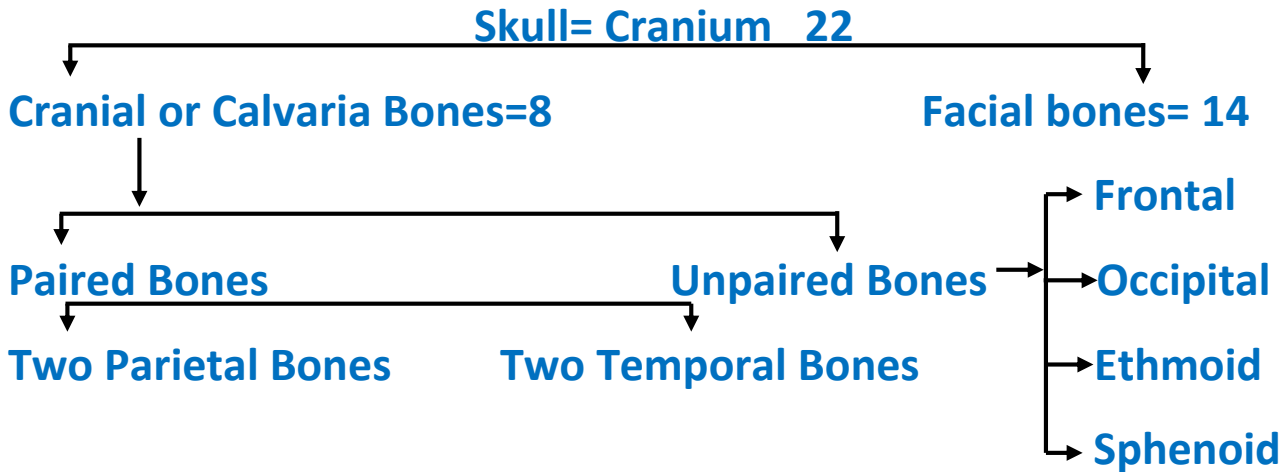 Skull= Cranium 22
Cranial or Calvaria Bones=8
Facial bones= 14
Frontal
Paired Bones
Unpaired Bones
Occipital
Two Parietal Bones
Two Temporal Bones
Ethmoid
Sphenoid